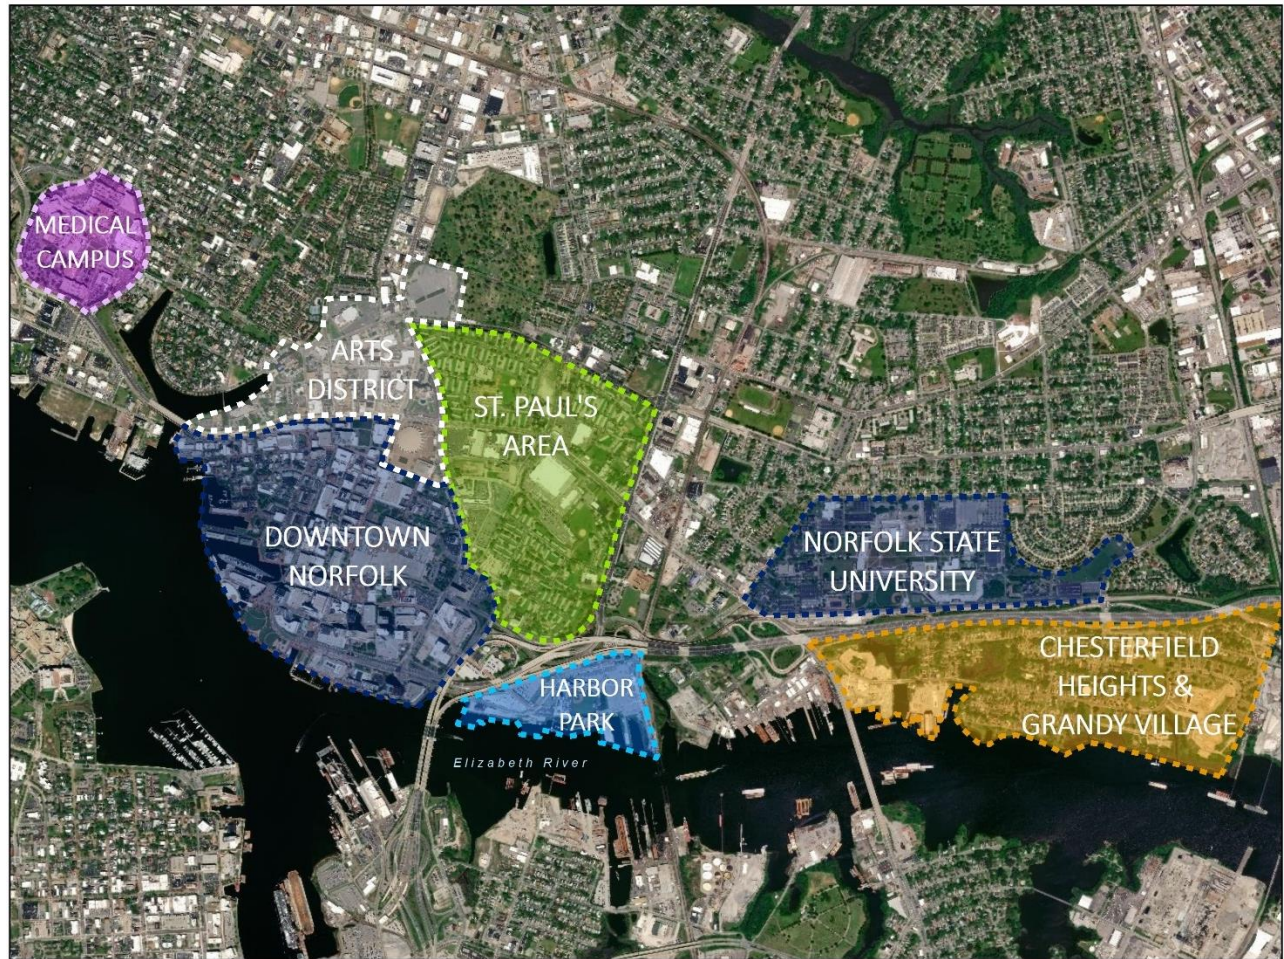 MEDICAL
CAMPUS
ARTS
DISTRICT
ST. PAUL'S
AREA
DOWNTOWN
NORFOLK
NORFOLK STATE
UNIVERSITY
CHESTERFIELD
HEIGHTS &
GRANDY VILLAGE
HARBOR
PARK
Elizabeth River